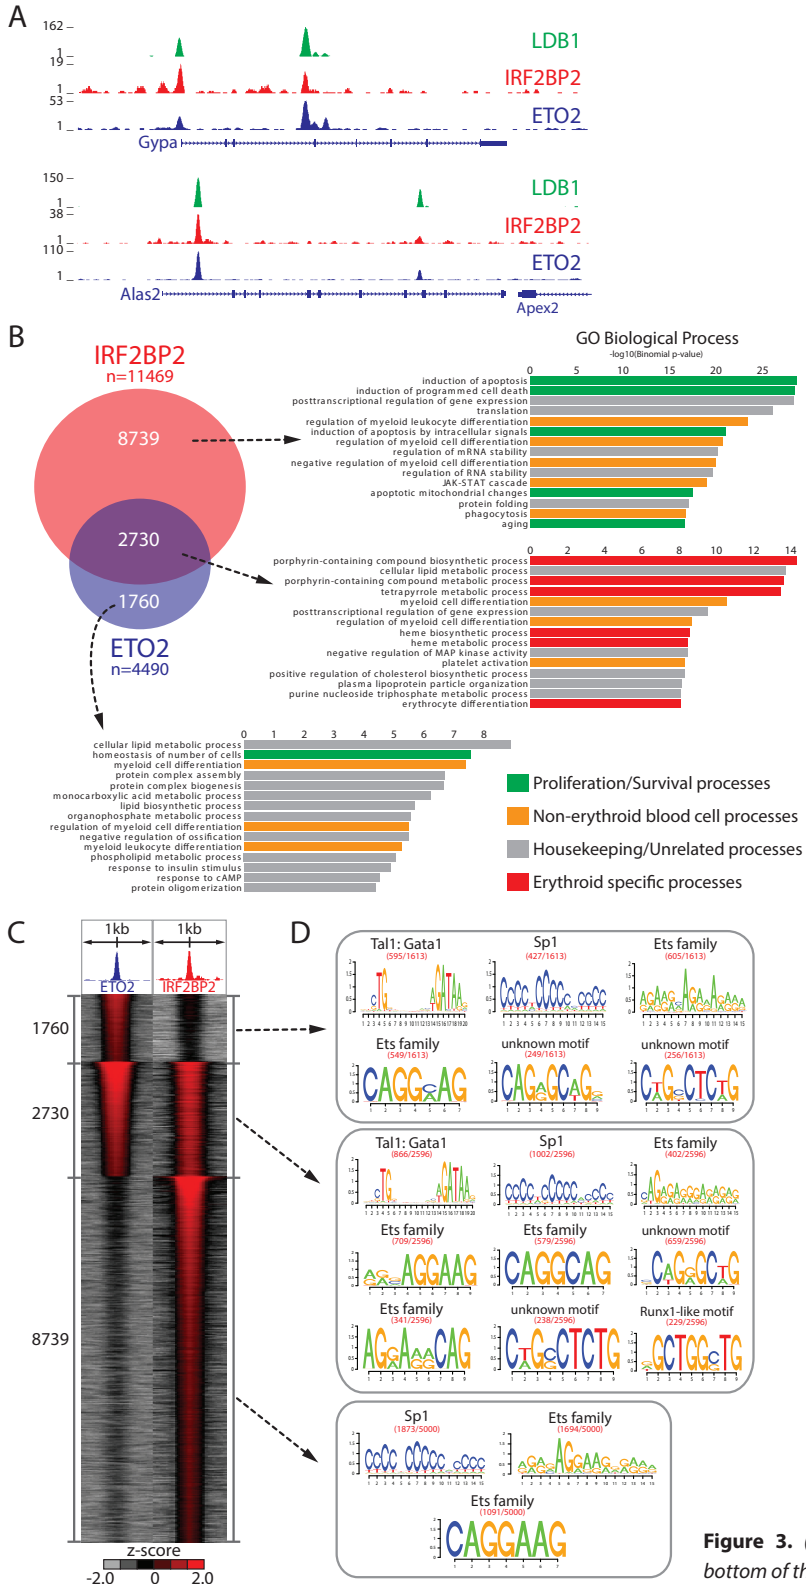 A
162
1
LDB1
19
1
IRF2BP2
53
1
ETO2
Gypa
150
1
LDB1
38
1
IRF2BP2
110
1
ETO2
Alas2
Apex2
B
IRF2BP2
n=11469
8739
2730
1760
ETO2
n=4490
GO Biological Process
-log10(Binomial p-value)
0 5 10 15 20 25
induction of apoptosis
induction of programmed cell death
posttranscriptional regulation of gene expression
translation
regulation of myeloid leukocyte differentiation
induction of apoptosis by intracellular signals
regulation of myeloid cell differentiation
regulation of mRNA stability
negative regulation of myeloid cell differentiation
regulation of RNA stability
JAK-STAT cascade
apoptotic mitochondrial changes
protein folding
phagocytosis
aging
0 2 4 6 8 10 12 14
porphyrin-containing compound biosynthetic process
cellular lipid metabolic process
porphyrin-containing compound metabolic process
tetrapyrrole metabolic process
myeloid cell differentiation
posttranscriptional regulation of gene expression
regulation of myeloid cell differentiation
heme biosynthetic process
heme metabolic process
negative regulation of MAP kinase activity
platelet activation
positive regulation of cholesterol biosynthetic process
plasma lipoprotein particle organization
purine nucleoside triphosphate metabolic process
erythrocyte differentiation
0 1 2 3 4 5 6 7 8
cellular lipid metabolic process
homeostasis of number of cells
myeloid cell differentiation
protein complex assembly
protein complex biogenesis
monocarboxylic acid metabolic process
lipid biosynthetic process
organophosphate metabolic process
regulation of myeloid cell differentiation
negative regulation of ossification
myeloid leukocyte differentiation
phospholipid metabolic process
response to insulin stimulus
response to cAMP
protein oligomerization
Proliferation/Survival processes
Non-erythroid blood cell processes
Housekeeping/Unrelated processes
Erythroid specific processes
C
1kb 1kb
ETO2 IRF2BP2
1760
2730
8739
z-score
-2.0 0 2.0
D
Tal1: Gata1 Sp1 Ets family
(595/1613) (427/1613) (605/1613)
Ets family unknown motif unknown motif
(549/1613) (249/1613) (256/1613)
Tal1: Gata1 Sp1 Ets family
(866/2596) (1002/2596) (402/2596)
Ets family Ets family unknown motif
(709/2596) (579/2596) (659/2596)
Ets family unknown motif Runx1-like motif
(341/2596) (238/2596) (229/2596)
Sp1 Ets family
(1873/5000) (1694/5000)
Ets family
(1091/5000)
CAGGAAG
Figure 3. (
bottom of th